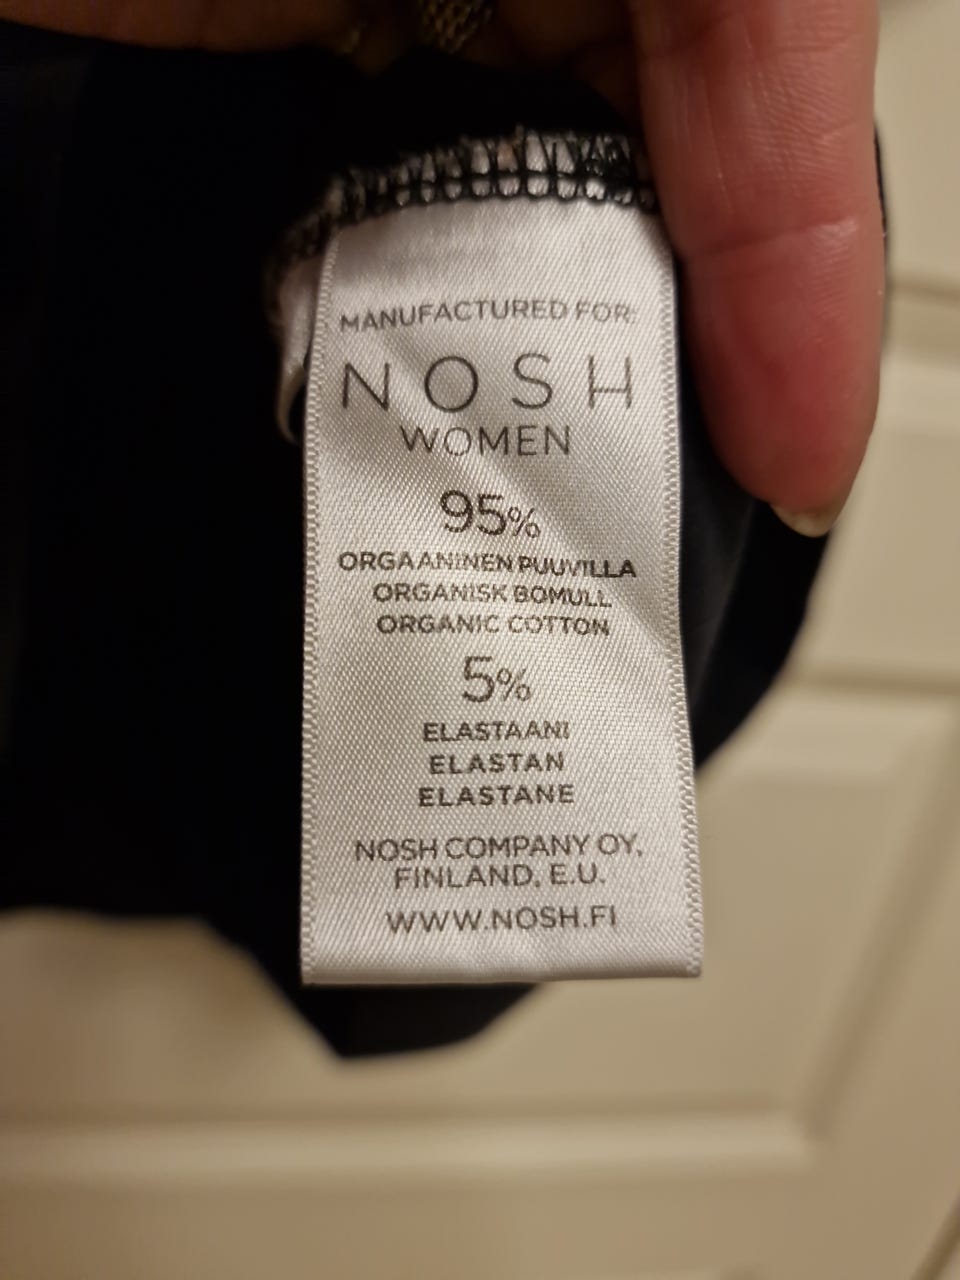 MANUFACTURED FOR:
NOSH
WOMEN
95%
ORGAANINEN PUUVILLA
ORGANISK BOMULL
ORGANIC COTTON
5%
ELASTAANI
ELASTAN
ELASTANE
NOSH COMPANY OY,
FINLAND, E.U.
WWW.NOSH.FI